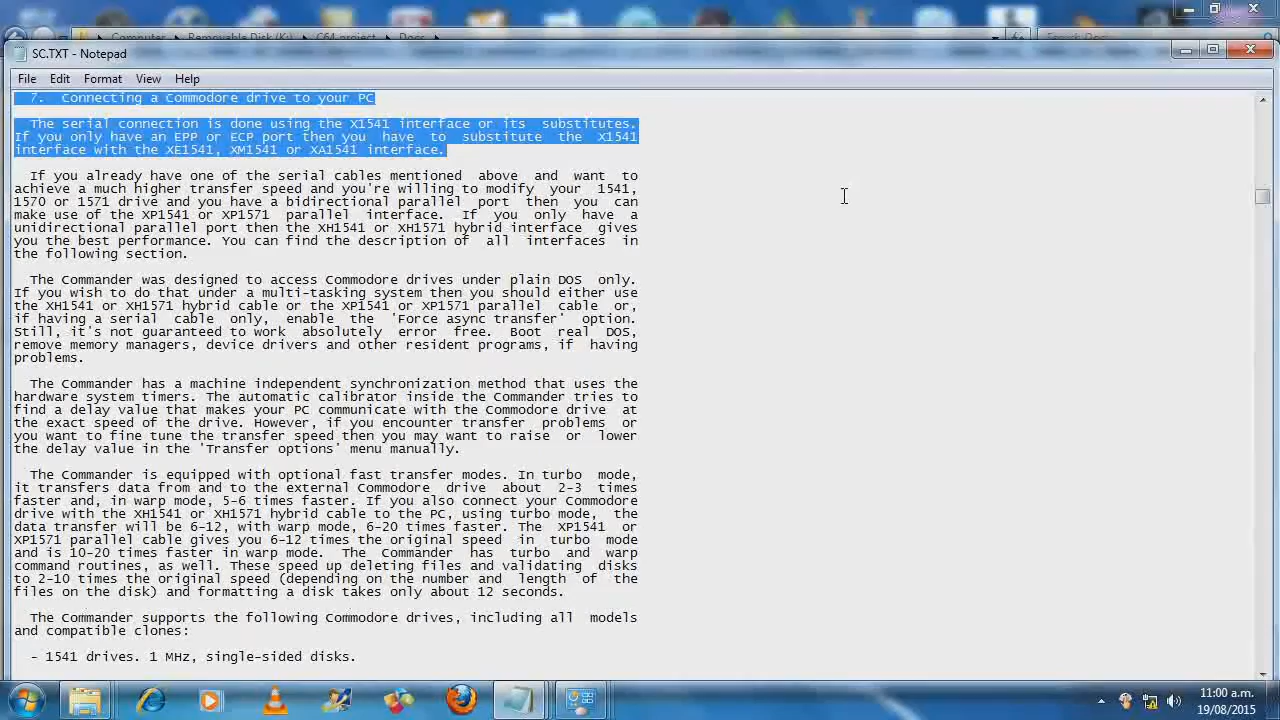 Computer ▸ Removable Disk (K:) ▸ C64 project ▸ Docs ▸
Search Docs
SC.TXT - Notepad
File Edit Format View Help
7.  Connecting a Commodore drive to your PC
The serial connection is done using the X1541 interface or its  substitutes.
If you only have an EPP or ECP port then you  have  to  substitute  the  X1541
interface with the XE1541, XM1541 or XA1541 interface.
If you already have one of the serial cables mentioned  above  and  want  to
achieve a much higher transfer speed and you're willing to modify  your  1541,
1570 or 1571 drive and you have a bidirectional parallel  port  then  you  can
make use of the XP1541 or XP1571  parallel  interface.  If  you  only  have  a
unidirectional parallel port then the XH1541 or XH1571 hybrid interface  gives
you the best performance. You can find the description of  all  interfaces  in
the following section.
The Commander was designed to access Commodore drives under plain DOS  only.
If you wish to do that under a multi-tasking system then you should either use
the XH1541 or XH1571 hybrid cable or the XP1541 or XP1571 parallel  cable  or,
if having a serial  cable  only,  enable  the  'Force async transfer'  option.
Still,  it's not guaranteed to work  absolutely  error  free.  Boot  real  DOS,
remove memory managers, device drivers and other resident programs, if  having
problems.
The Commander has a machine independent synchronization method that uses the
hardware system timers. The automatic calibrator inside the Commander tries to
find a delay value that makes your PC communicate with the Commodore drive  at
the exact speed of the drive. However, if you encounter transfer  problems  or
you want to fine tune the transfer speed then you may want to raise  or  lower
the delay value in the 'Transfer options' menu manually.
The Commander is equipped with optional fast transfer modes. In turbo  mode,
it transfers data from and to the external Commodore  drive  about  2-3  times
faster and, in warp mode, 5-6 times faster. If you also connect your Commodore
drive with the XH1541 or XH1571 hybrid cable to the PC, using turbo mode,  the
data transfer will be 6-12, with warp mode, 6-20 times faster. The  XP1541  or
XP1571 parallel cable gives you 6-12 times the original speed  in  turbo  mode
and is 10-20 times faster in warp mode.  The  Commander  has  turbo  and  warp
command routines, as well. These speed up deleting files and validating  disks
to 2-10 times the original speed (depending on the number and  length  of  the
files on the disk) and formatting a disk takes only about 12 seconds.
The Commander supports the following Commodore drives, including all  models
and compatible clones:
- 1541 drives. 1 MHz, single-sided disks.
11:00 a.m.
19/08/2015